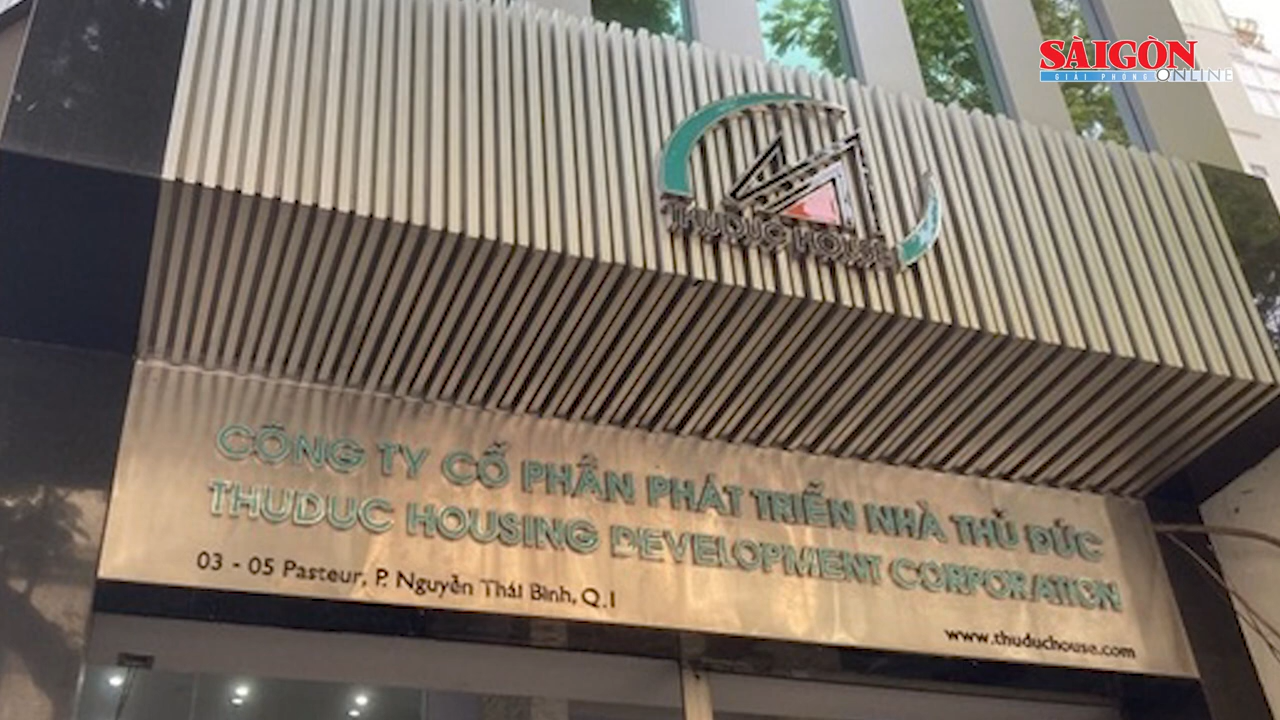 SÀIGÒN
GIẢI PHÓNG ONLINE
THUDUC HOUSE
CÔNG TY CỔ PHẦN PHÁT TRIỂN NHÀ THỦ ĐỨC
THUDUC HOUSING DEVELOPMENT CORPORATION
03 - 05 Pasteur, P. Nguyễn Thái Bình, Q.1
www.thuduchouse.com